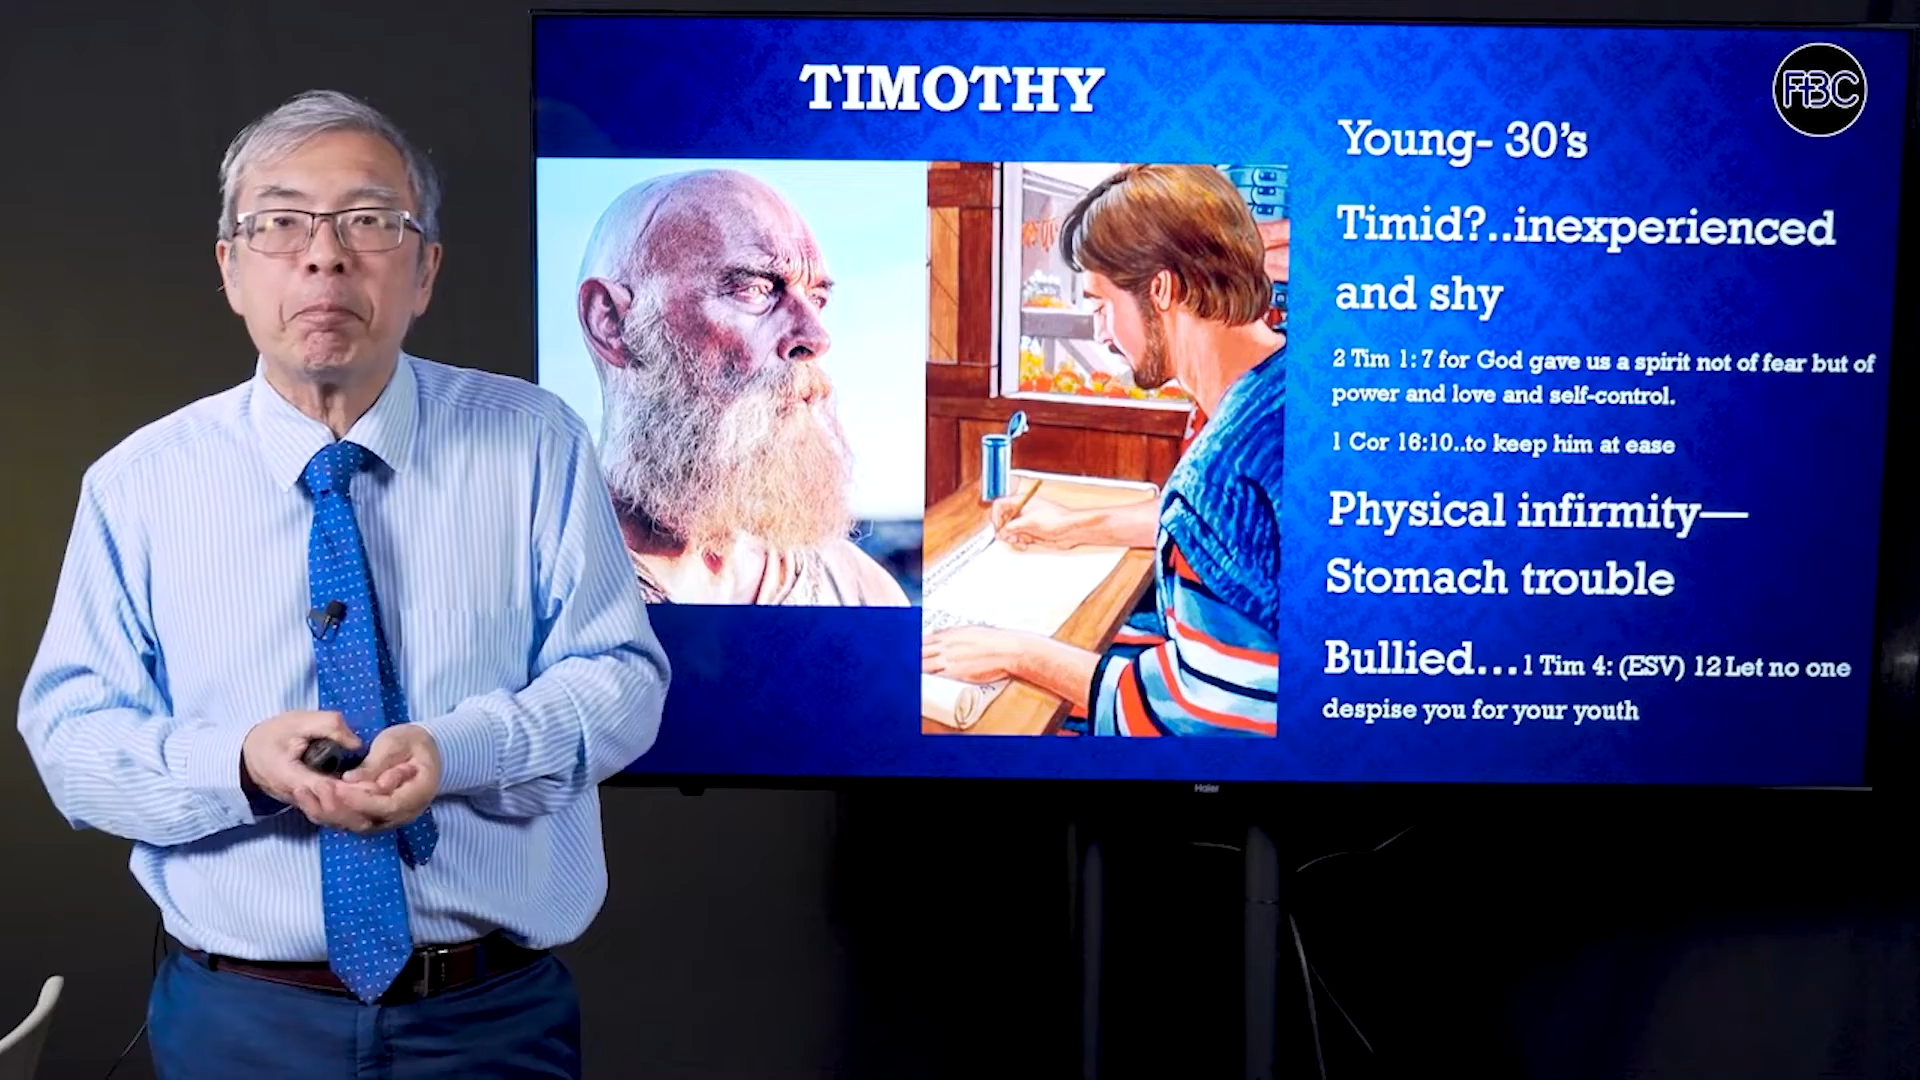 TIMOTHY
FBC
Young- 30’s
Timid?..inexperienced
and shy
2 Tim 1:7 for God gave us a spirit not of fear but of
power and love and self-control.
1 Cor 16:10..to keep him at ease
Physical infirmity—
Stomach trouble
Bullied...1 Tim 4: (ESV) 12 Let no one
despise you for your youth
Haier